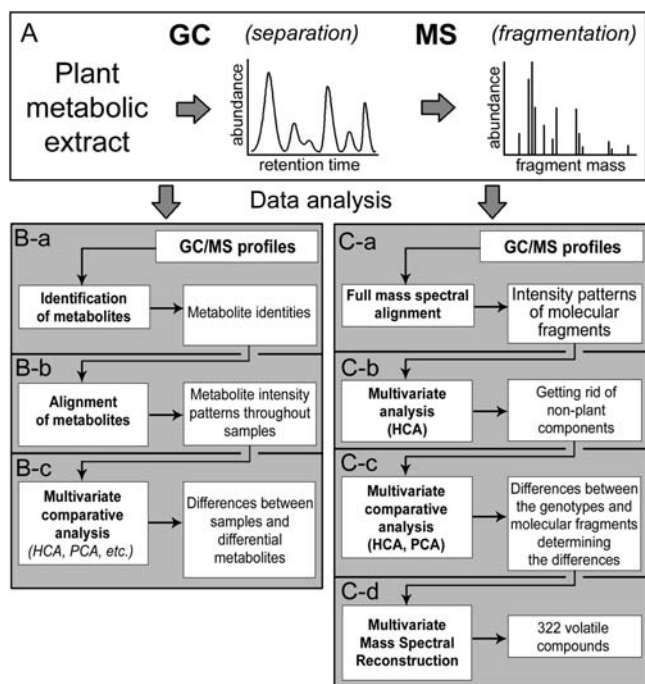 A
GC
(separation)
MS
(fragmentation)
Plant
metabolic
extract
abundance
retention time
abundance
fragment mass
Data analysis
B-a
GC/MS profiles
Identification
of metabolites
Metabolite identities
B-b
Alignment
of metabolites
Metabolite intensity
patterns throughout
samples
B-c
Multivariate
comparative
analysis
(HCA, PCA, etc.)
Differences between
samples and
differential
metabolites
C-a
GC/MS profiles
Full mass spectral
alignment
Intensity patterns
of molecular
fragments
C-b
Multivariate
analysis
(HCA)
Getting rid of
non-plant
components
C-c
Multivariate
comparative
analysis
(HCA, PCA)
Differences between
the genotypes and
molecular fragments
determining
the differences
C-d
Multivariate
Mass Spectral
Reconstruction
322 volatile
compounds